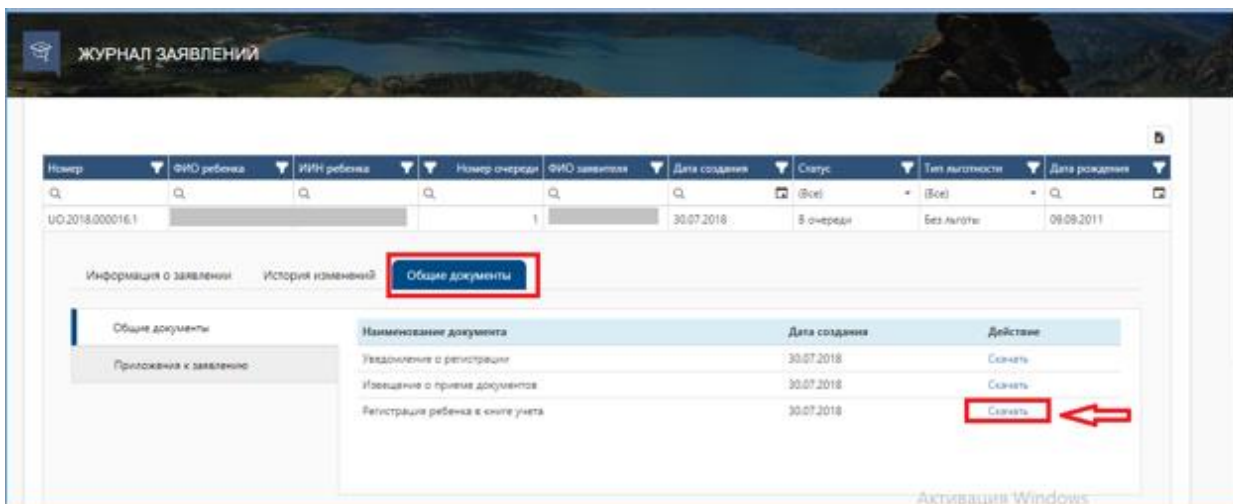 ЖУРНАЛ ЗАЯВЛЕНИЙ
Номер ФИО ребенка ИИН ребенка Номер очереди ФИО заявителя Дата создания Статус Тип льготности Дата рождения
(Все) (Все)
UO.2018.000016.1 1 30.07.2018 В очереди Без льготы 09.09.2011
Информация о заявлении История изменений Общие документы
Общие документы
Приложения к заявлению
Наименование документа Дата создания Действие
Уведомление о регистрации 30.07.2018 Скачать
Извещение о приеме документов 30.07.2018 Скачать
Регистрация ребенка в книге учета 30.07.2018 Скачать
Активация Windows